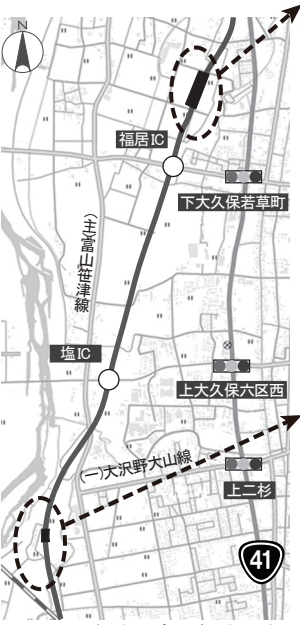 N
福居IC
下大久保若草町
(主)富山笹津線
塩IC
上大久保六区西
(一)大沢野大山線
上二杉
41